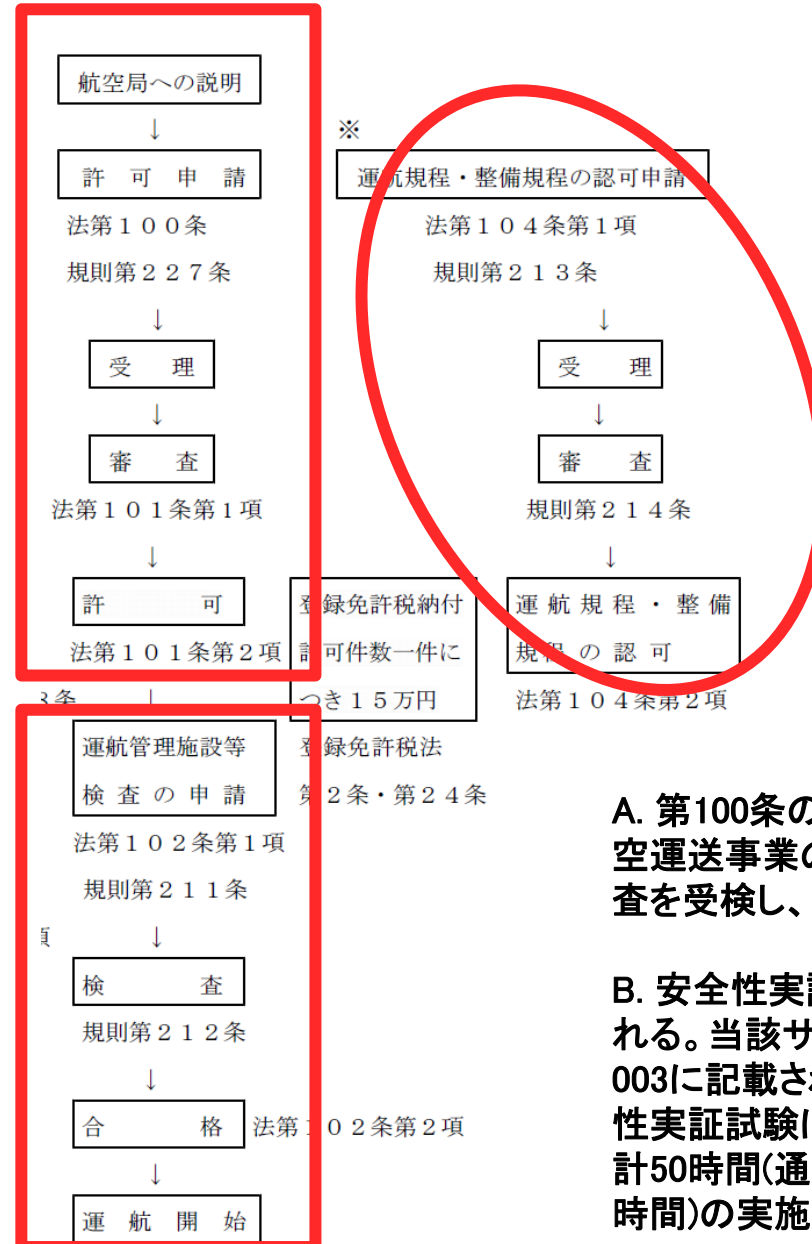 航空局への説明
↓
許可申請
法第１００条
規則第２２７条
↓
受理
↓
審査
法第１０１条第１項
↓
許可
法第１０１条第２項
登録免許税納付
許可件数一件に
つき１５万円
登録免許税法
第２条・第２４条
※
運航規程・整備規程の認可申請
法第１０４条第１項
規則第２１３条
↓
受理
↓
審査
規則第２１４条
↓
運航規程・整備
規程の認可
法第１０４条第２項
条
↓
運航管理施設等
検査の申請
法第１０２条第１項
規則第２１１条
↓
検査
規則第２１２条
↓
合格 法第１０２条第２項
↓
運航開始
A. 第100条の
空運送事業の
査を受検し、
B. 安全性実
れる。当該サ
003に記載さ
性実証試験に
計50時間(通
時間)の実施